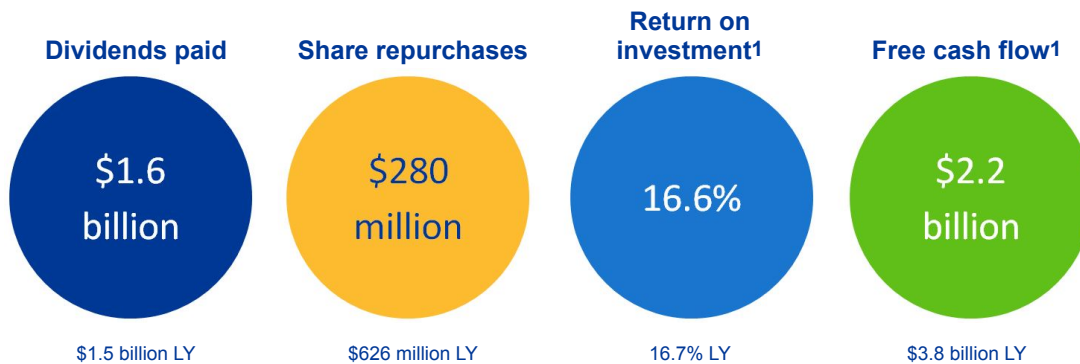 Dividends paid
$1.6
billion
$1.5 billion LY
Share repurchases
$280
million
$626 million LY
Return on
investment¹
16.6%
16.7% LY
Free cash flow¹
$2.2
billion
$3.8 billion LY